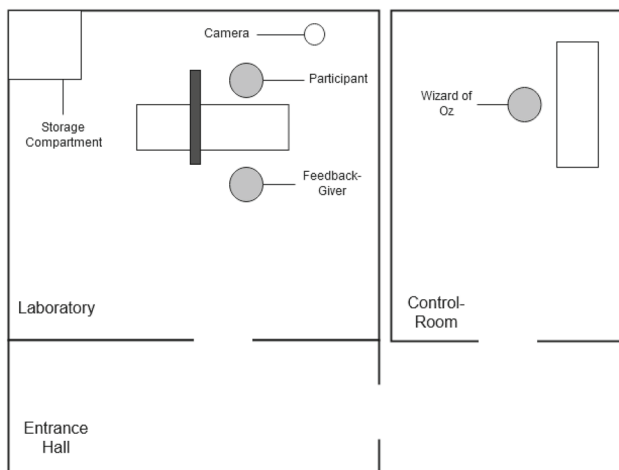 Camera
Participant
Storage
Compartment
Feedback-
Giver
Laboratory
Wizard of
Oz
Control-
Room
Entrance
Hall